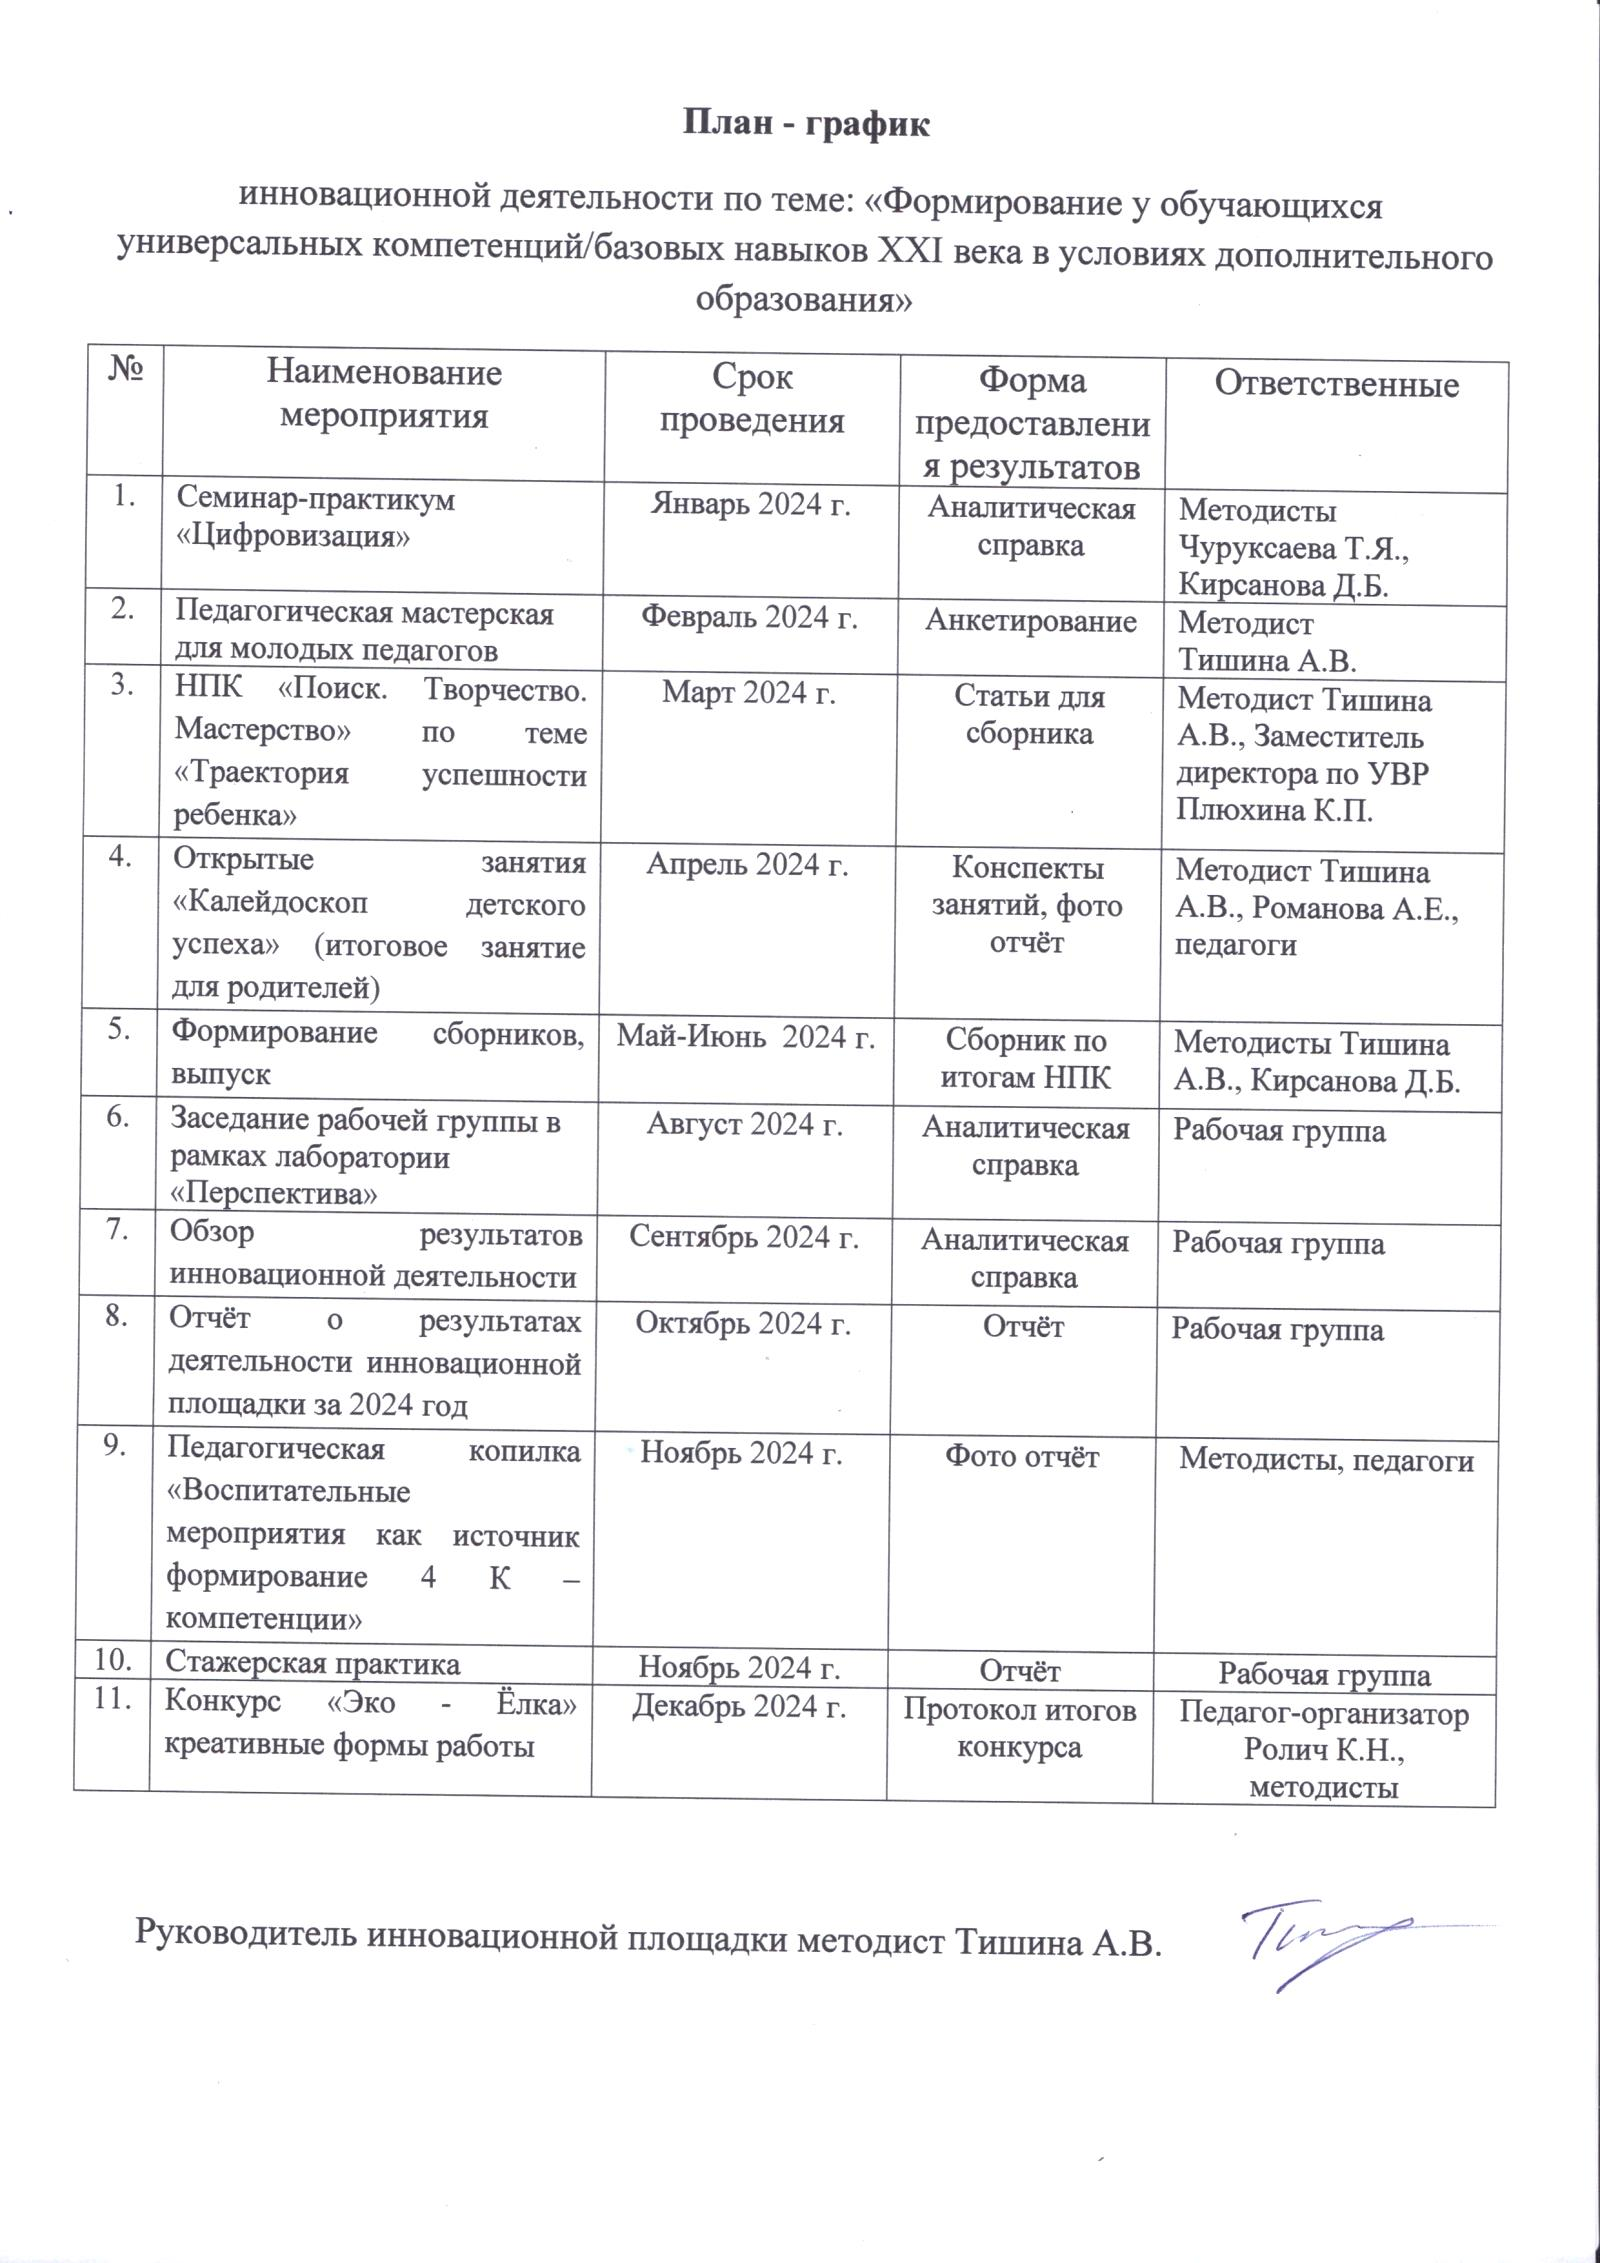 План - график
инновационной деятельности по теме: «Формирование у обучающихся
универсальных компетенций/базовых навыков XXI века в условиях дополнительного
образования»
№
Наименование
мероприятия
Срок
проведения
Форма
предоставлени
я результатов
Ответственные
1.
Семинар-практикум
«Цифровизация»
Январь 2024 г.
Аналитическая
справка
Методисты
Чуруксаева Т.Я.,
Кирсанова Д.Б.
2.
Педагогическая мастерская
для молодых педагогов
Февраль 2024 г.
Анкетирование
Методист
Тишина А.В.
3.
НПК «Поиск. Творчество.
Мастерство» по теме
«Траектория успешности
ребенка»
Март 2024 г.
Статьи для
сборника
Методист Тишина
А.В., Заместитель
директора по УВР
Плюхина К.П.
4.
Открытые занятия
«Калейдоскоп детского
успеха» (итоговое занятие
для родителей)
Апрель 2024 г.
Конспекты
занятий, фото
отчёт
Методист Тишина
А.В., Романова А.Е.,
педагоги
5.
Формирование сборников,
выпуск
Май-Июнь 2024 г.
Сборник по
итогам НПК
Методисты Тишина
А.В., Кирсанова Д.Б.
6.
Заседание рабочей группы в
рамках лаборатории
«Перспектива»
Август 2024 г.
Аналитическая
справка
Рабочая группа
7.
Обзор результатов
инновационной деятельности
Сентябрь 2024 г.
Аналитическая
справка
Рабочая группа
8.
Отчёт о результатах
деятельности инновационной
площадки за 2024 год
Октябрь 2024 г.
Отчёт
Рабочая группа
9.
Педагогическая копилка
«Воспитательные
мероприятия как источник
формирование 4 К –
компетенции»
Ноябрь 2024 г.
Фото отчёт
Методисты, педагоги
10.
Стажерская практика
Ноябрь 2024 г.
Отчёт
Рабочая группа
11.
Конкурс «Эко - Ёлка»
креативные формы работы
Декабрь 2024 г.
Протокол итогов
конкурса
Педагог-организатор
Ролич К.Н.,
методисты
Руководитель инновационной площадки методист Тишина А.В.